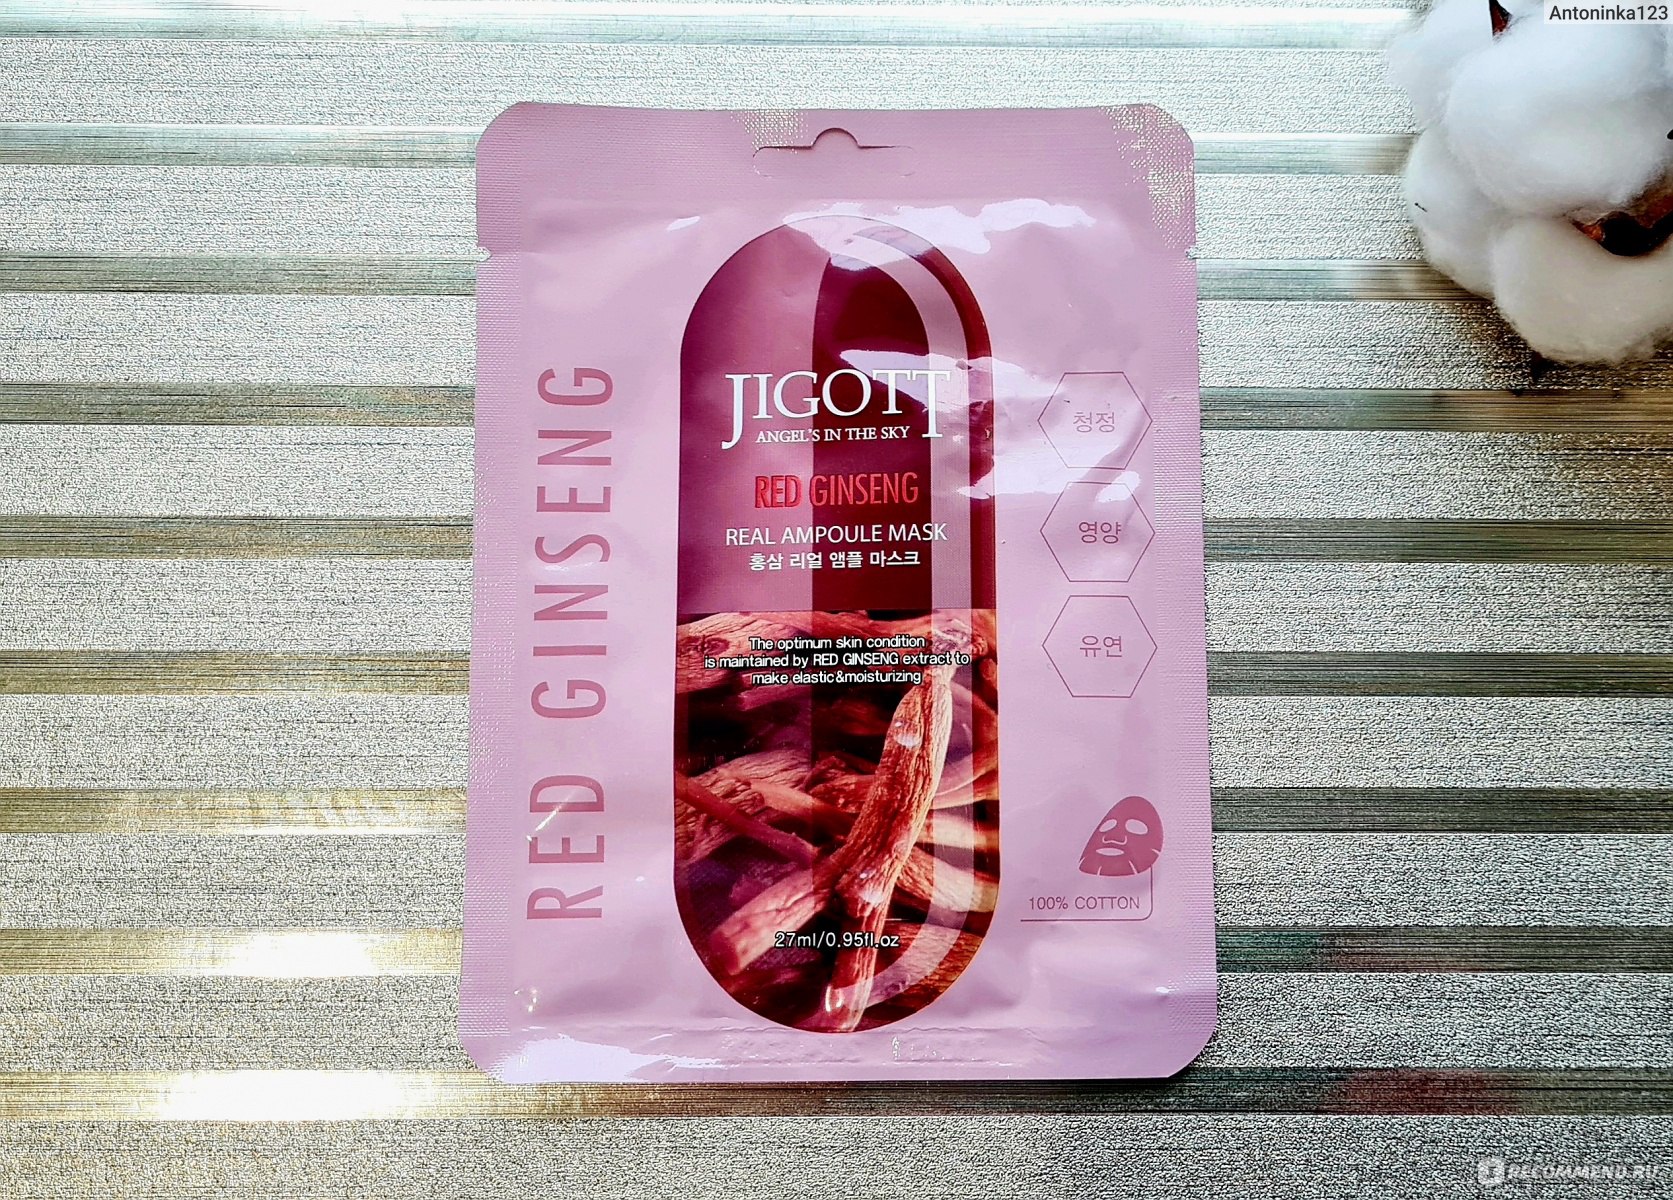 Antoninka123
RED GINSENG
JIGOTT
ANGEL'S IN THE SKY
RED GINSENG
REAL AMPOULE MASK
홍삼 리얼 앰플 마스크
The optimum skin condition
is maintained by RED GINSENG extract to
make elastic&moisturizing
27ml/0.95fl.oz
청정
영양
유연
100% COTTON
RECOMMEND.RU